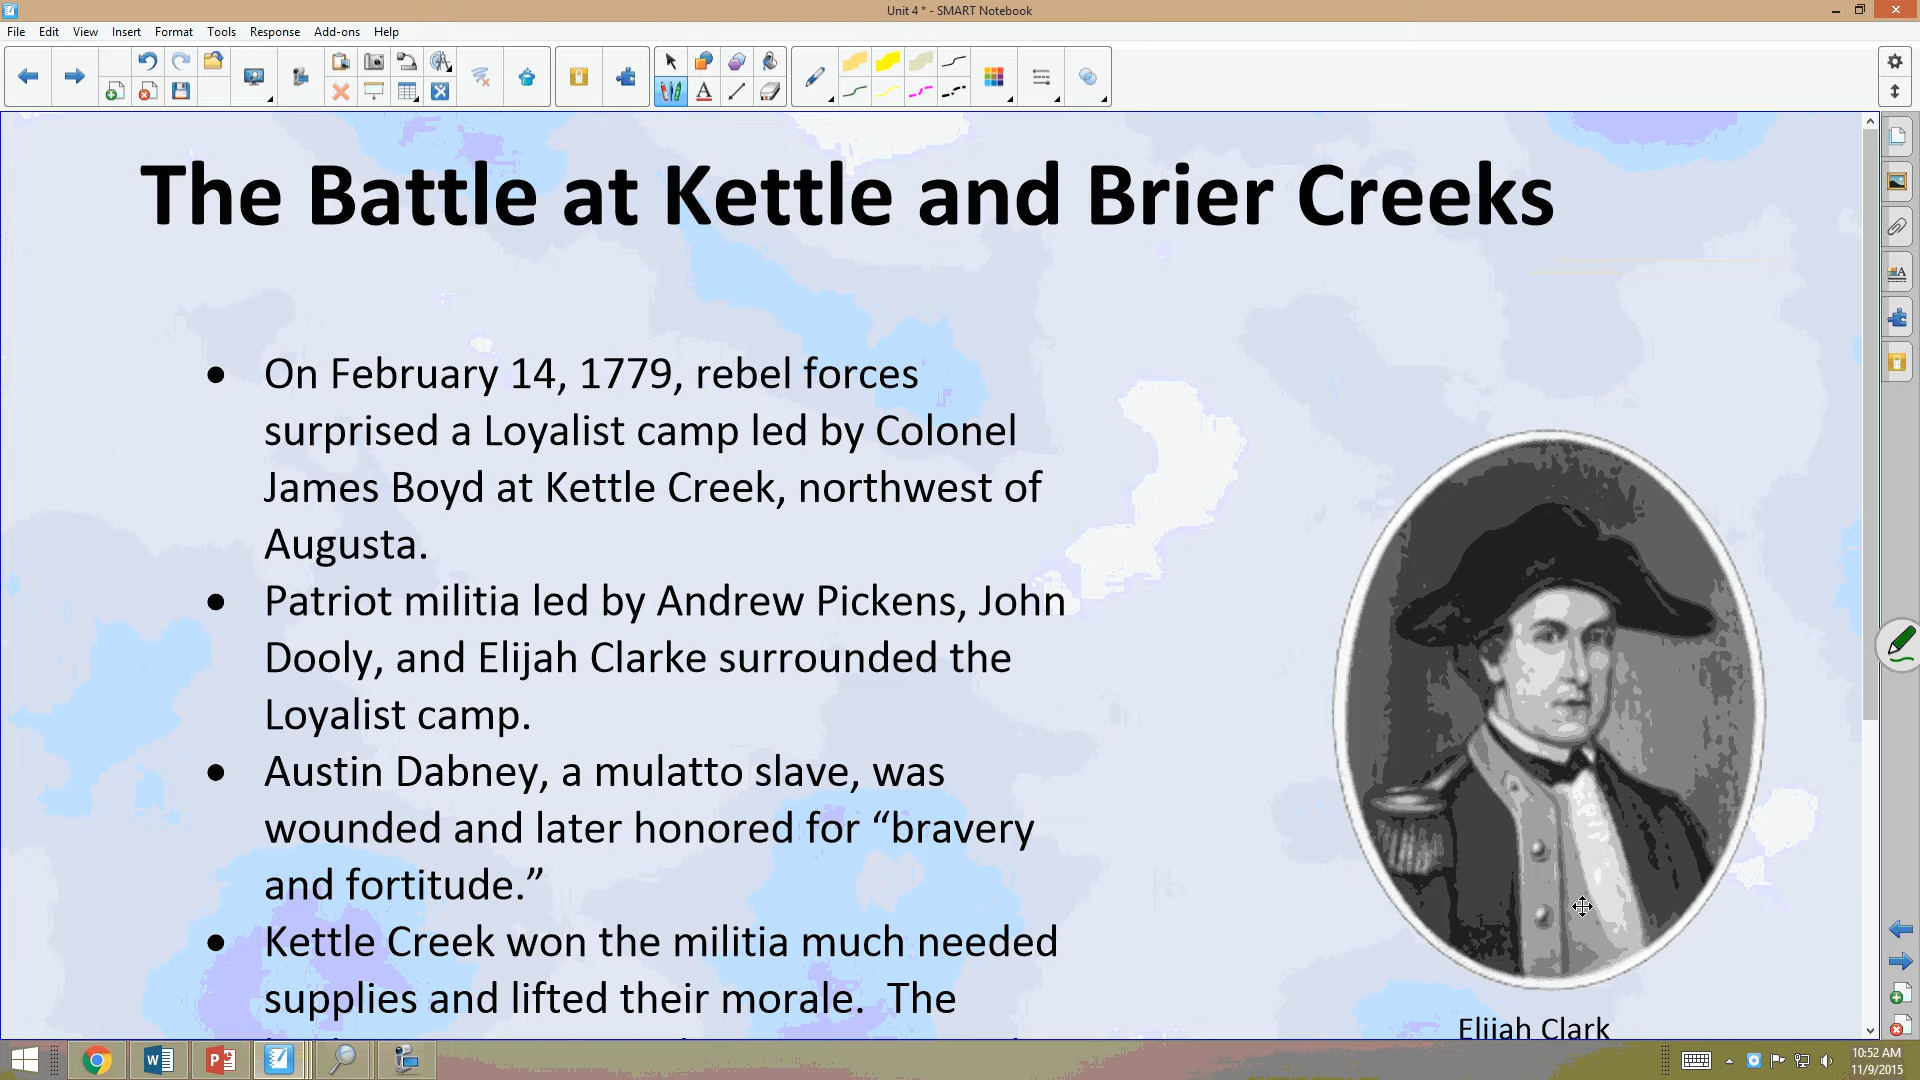 Unit 4 * - SMART Notebook
File Edit View Insert Format Tools Response Add-ons Help
The Battle at Kettle and Brier Creeks
• On February 14, 1779, rebel forces
surprised a Loyalist camp led by Colonel
James Boyd at Kettle Creek, northwest of
Augusta.
• Patriot militia led by Andrew Pickens, John
Dooly, and Elijah Clarke surrounded the
Loyalist camp.
• Austin Dabney, a mulatto slave, was
wounded and later honored for “bravery
and fortitude.”
• Kettle Creek won the militia much needed
supplies and lifted their morale.  The
Elijah Clark
10:52 AM
11/9/2015